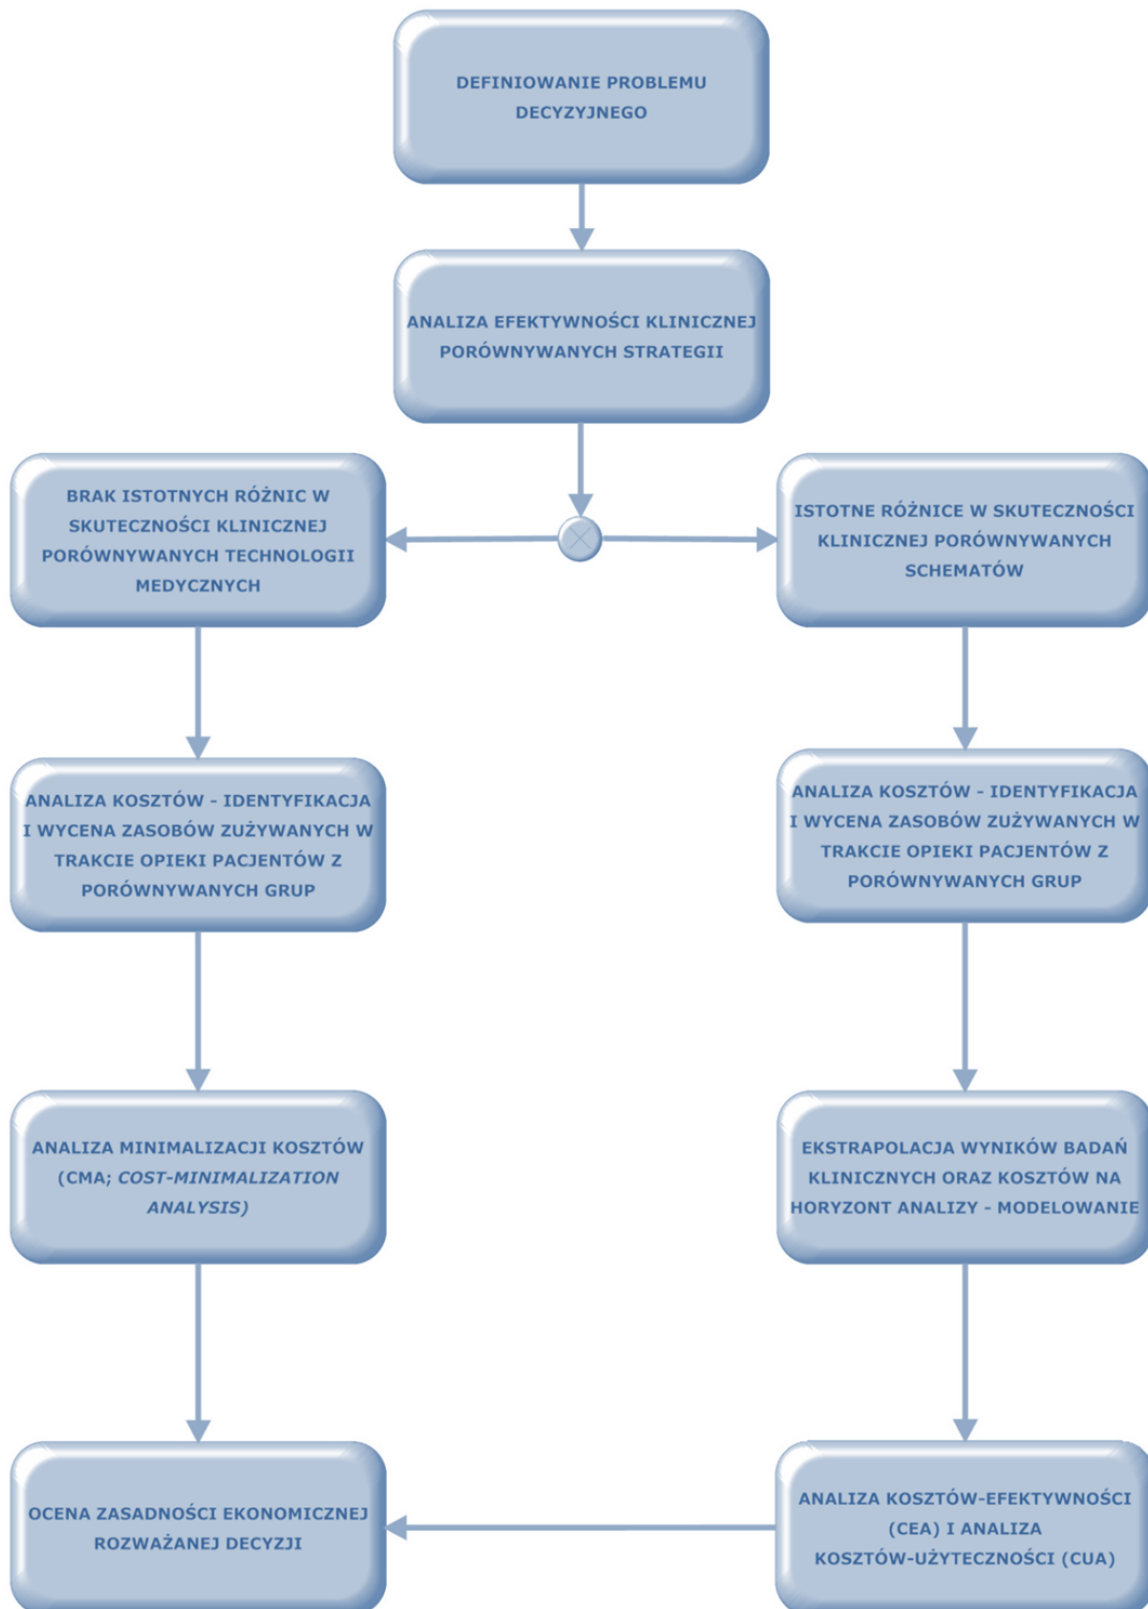 DEFINIOWANIE PROBLEMU
DECYZYJNEGO
ANALIZA EFEKTYWNOŚCI KLINICZNEJ
PORÓWNYWANYCH STRATEGII
BRAK ISTOTNYCH RÓŻNIC W
SKUTECZNOŚCI KLINICZNEJ
PORÓWNYWANYCH TECHNOLOGII
MEDYCZNYCH
ISTOTNE RÓŻNICE W SKUTECZNOŚCI
KLINICZNEJ PORÓWNYWANYCH
SCHEMATÓW
ANALIZA KOSZTÓW - IDENTYFIKACJA
I WYCENA ZASOBÓW ZUŻYWANYCH W
TRAKCIE OPIEKI PACJENTÓW Z
PORÓWNYWANYCH GRUP
ANALIZA KOSZTÓW - IDENTYFIKACJA
I WYCENA ZASOBÓW ZUŻYWANYCH W
TRAKCIE OPIEKI PACJENTÓW Z
PORÓWNYWANYCH GRUP
ANALIZA MINIMALIZACJI KOSZTÓW
(CMA; COST-MINIMALIZATION
ANALYSIS)
EKSTRAPOLACJA WYNIKÓW BADAŃ
KLINICZNYCH ORAZ KOSZTÓW NA
HORYZONT ANALIZY - MODELOWANIE
OCENA ZASADNOŚCI EKONOMICZNEJ
ROZWAŻANEJ DECYZJI
ANALIZA KOSZTÓW-EFEKTYWNOŚCI
(CEA) I ANALIZA
KOSZTÓW-UŻYTECZNOŚCI (CUA)